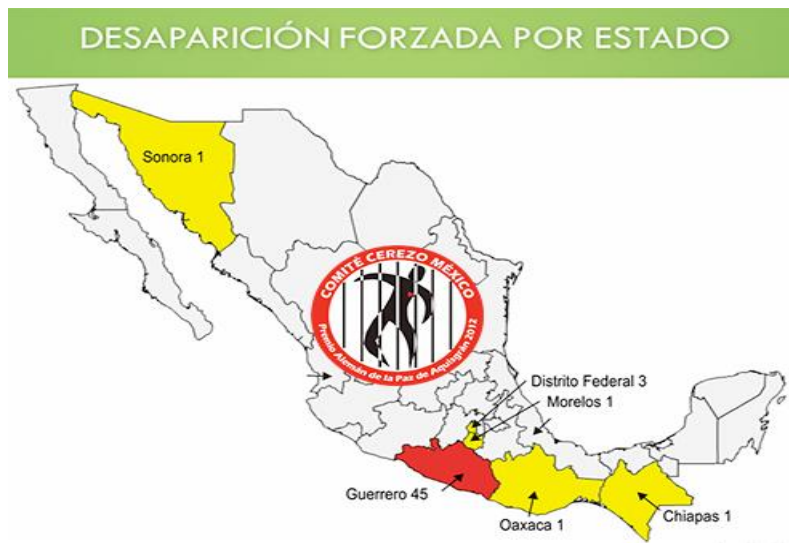 DESAPARICIÓN FORZADA POR ESTADO
Sonora 1
COMITÉ CEREZO MÉXICO
Premio Alemán de la Paz de Aquisgrán 2012
Distrito Federal 3
Morelos 1
Guerrero 45
Oaxaca 1
Chiapas 1